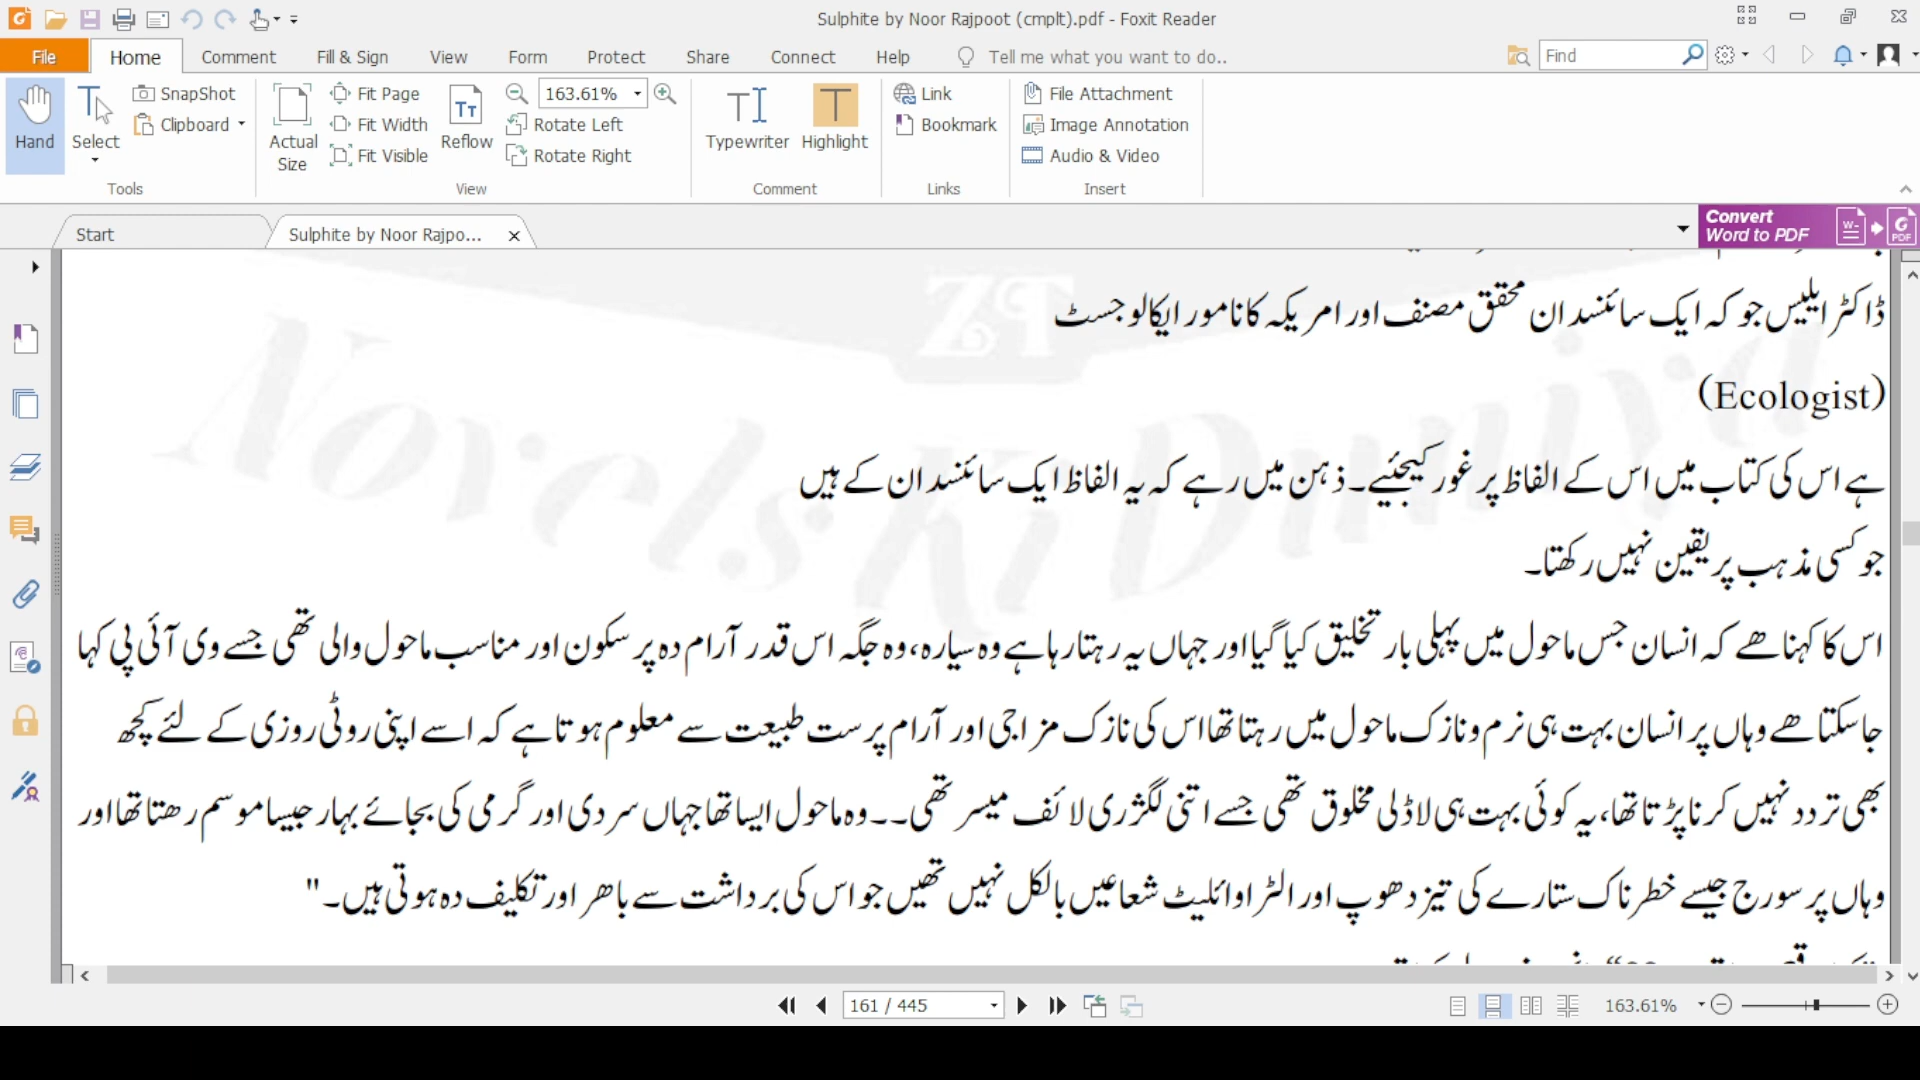 Sulphite by Noor Rajpoot (cmplt).pdf - Foxit Reader
File Home Comment Fill & Sign View Form Protect Share Connect Help Tell me what you want to do.. Find
Hand
Select
SnapShot
Clipboard
Tools
Actual Size
Fit Page
Fit Width
Fit Visible
Reflow
163.61%
Rotate Left
Rotate Right
View
Typewriter
Highlight
Comment
Link
Bookmark
Links
File Attachment
Image Annotation
Audio & Video
Insert
Start
Sulphite by Noor Rajpo...
Convert
Word to PDF
ZT
Novels Ki Duniya
ڈاکٹر ایلیس جو کہ ایک سائنسدان محقق مصنف اور امریکہ کا نامور ایکالوجسٹ
(Ecologist)
ہے اس کی کتاب میں اس کے الفاظ پر غور کیجئیے۔ ذہن میں رہے کہ یہ الفاظ ایک سائنسدان کے ہیں
جو کسی مذہب پر یقین نہیں رکھتا۔
اس کا کہنا ھے کہ انسان جس ماحول میں پہلی بار تخلیق کیا گیا اور جہاں یہ رہتا رہا ہے وہ سیارہ، وہ جگہ اس قدر آرام دہ پر سکون اور مناسب ماحول والی تھی جسے وی آئی پی کہا
جا سکتا ھے وہاں پر انسان بہت ہی نرم و نازک ماحول میں رہتا تھا اس کی نازک مزاجی اور آرام پرست طبیعت سے معلوم ہوتا ہے کہ اسے اپنی روٹی روزی کے لئے کچھ
بھی تردد نہیں کرنا پڑتا تھا، یہ کوئی بہت ہی لاڈلی مخلوق تھی جسے اتنی لگژری لائف میسر تھی۔۔ وہ ماحول ایسا تھا جہاں سردی اور گرمی کی بجائے بہار جیسا موسم رھتا تھا اور
وہاں پر سورج جیسے خطرناک ستارے کی تیز دھوپ اور الٹراوائلیٹ شعاعیں بالکل نہیں تھیں جو اس کی برداشت سے باھر اور تکلیف دہ ہوتی ہیں۔"
161 / 445
163.61%